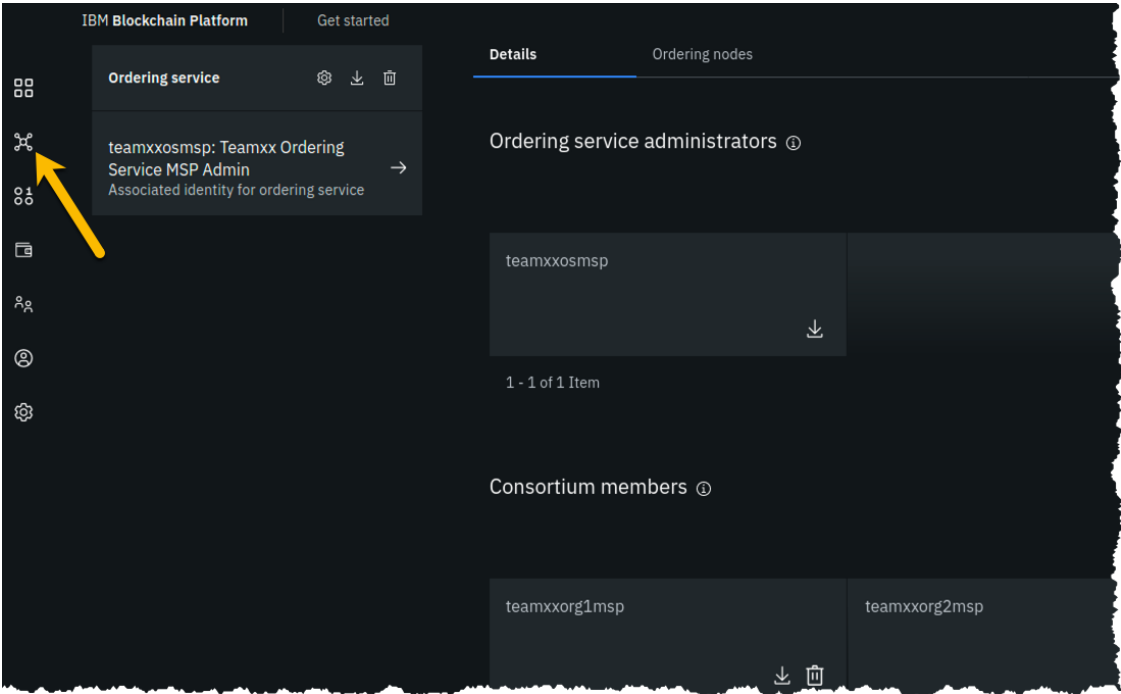 IBM Blockchain Platform
Get started
Ordering service
teamxxosmsp: Teamxx Ordering
Service MSP Admin
Associated identity for ordering service
Details
Ordering nodes
Ordering service administrators
teamxxosmsp
1 - 1 of 1 Item
Consortium members
teamxxorg1msp
teamxxorg2msp